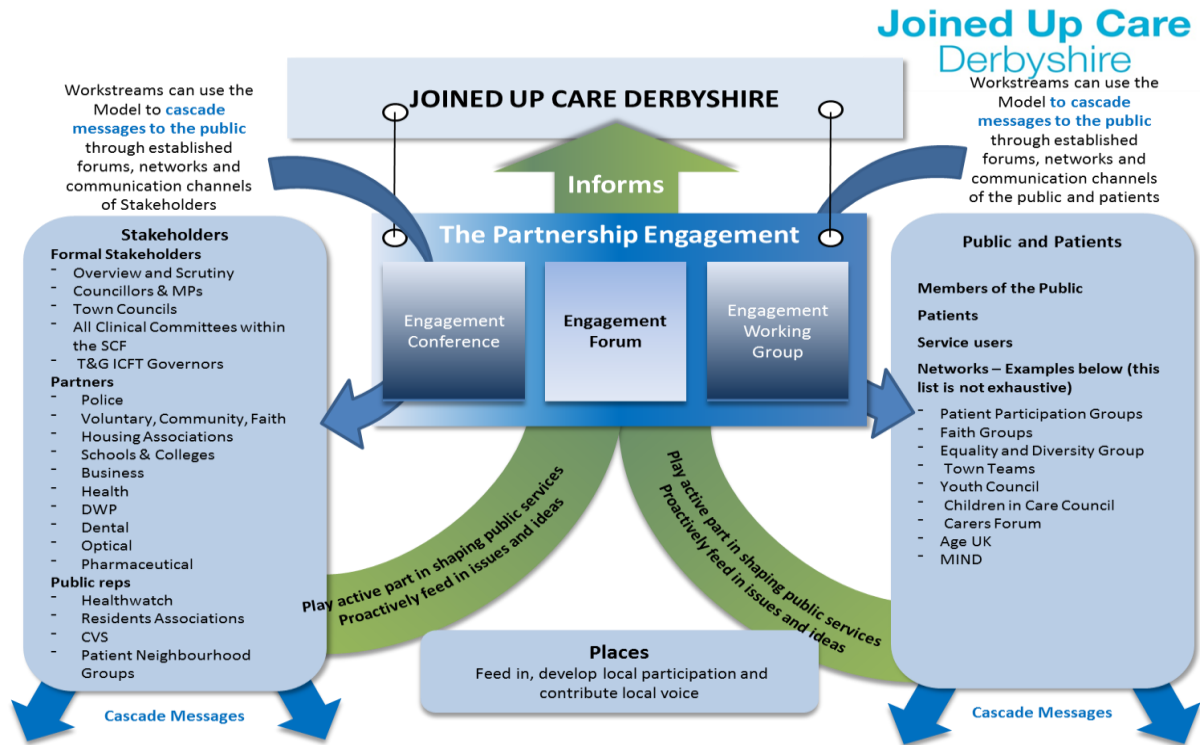 Joined Up Care
Derbyshire
Workstreams can use the
Model to cascade
messages to the public
through established
forums, networks and
communication channels
of Stakeholders
JOINED UP CARE DERBYSHIRE
Workstreams can use the
Model to cascade
messages to the public
through established
forums, networks and
communication channels
of the public and patients
Informs
The Partnership Engagement
Engagement
Conference
Engagement
Forum
Engagement
Working
Group
Stakeholders
Formal Stakeholders
- Overview and Scrutiny
- Councillors & MPs
- Town Councils
- All Clinical Committees within
the SCF
- T&G ICFT Governors
Partners
- Police
- Voluntary, Community, Faith
- Housing Associations
- Schools & Colleges
- Business
- Health
- DWP
- Dental
- Optical
- Pharmaceutical
Public reps
- Healthwatch
- Residents Associations
- CVS
- Patient Neighbourhood
Groups
Cascade Messages
Play active part in shaping public services
Proactively feed in issues and ideas
Play active part in shaping public services
Proactively feed in issues and ideas
Places
Feed in, develop local participation and
contribute local voice
Public and Patients
Members of the Public
Patients
Service users
Networks – Examples below (this
list is not exhaustive)
- Patient Participation Groups
- Faith Groups
- Equality and Diversity Group
- Town Teams
- Youth Council
- Children in Care Council
- Carers Forum
- Age UK
- MIND
Cascade Messages